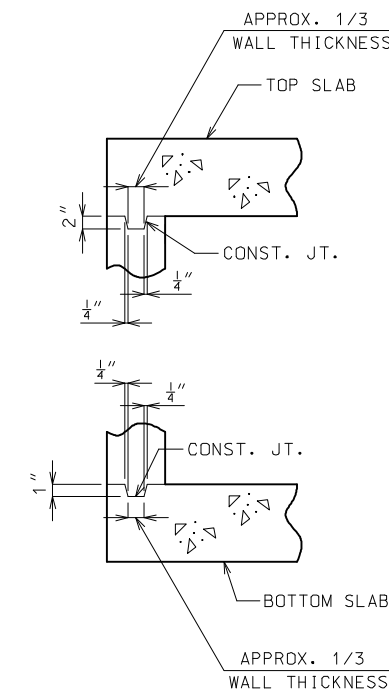 APPROX. 1/3
WALL THICKNESS
TOP SLAB
2"
CONST. JT.
1/4"
1/4"
1/4"
1/4"
CONST. JT.
1"
BOTTOM SLAB
APPROX. 1/3
WALL THICKNESS